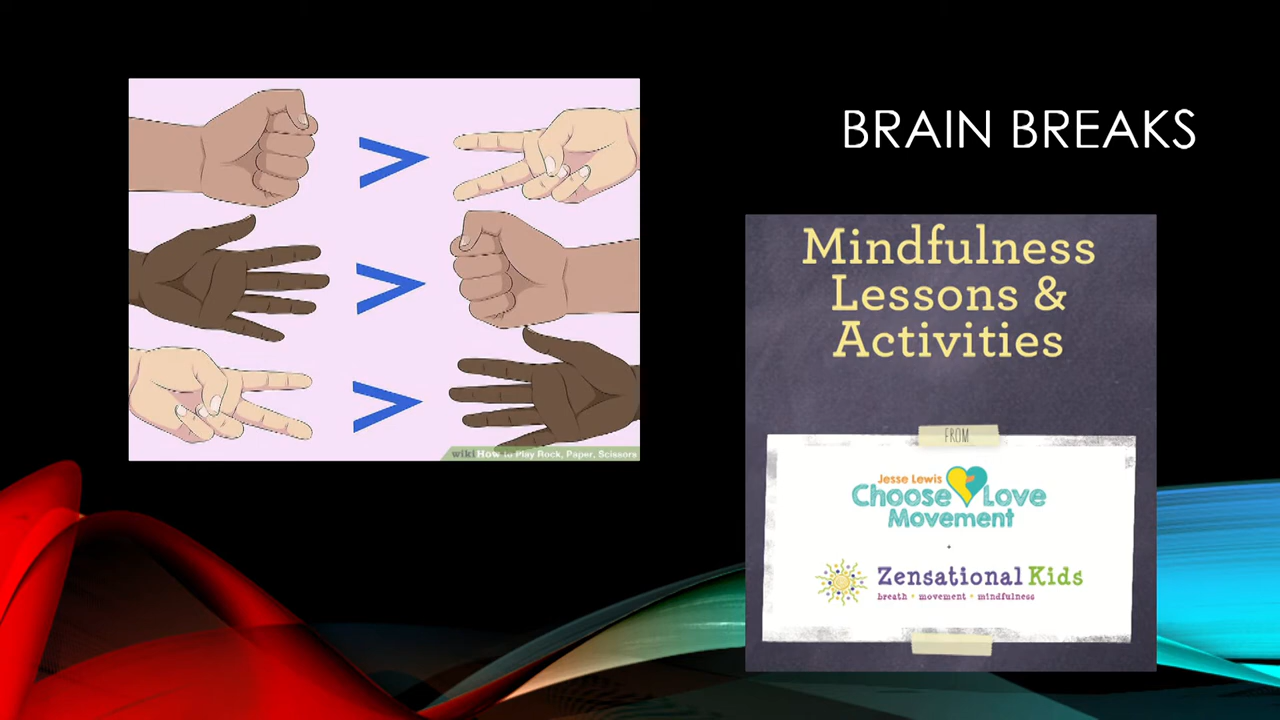 BRAIN BREAKS
>
>
>
wikiHow to Play Rock, Paper, Scissors
Mindfulness
Lessons &
Activities
FROM
Jesse Lewis
Choose Love
Movement
Zensational Kids
breath • movement • mindfulness